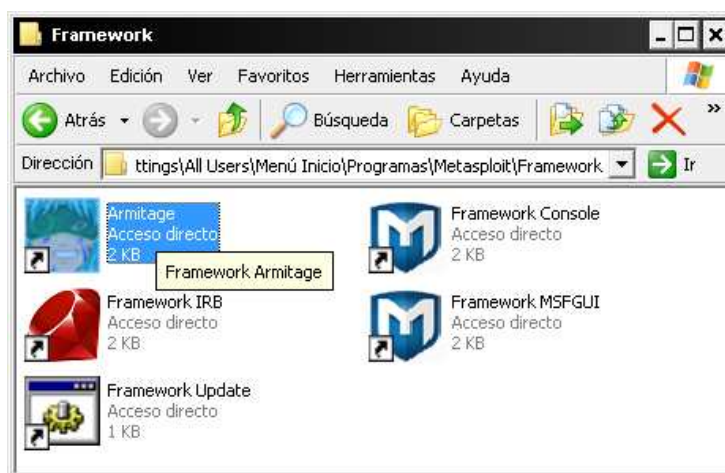 Framework
Archivo Edición Ver Favoritos Herramientas Ayuda
Atrás Búsqueda Carpetas »
Dirección ttings\All Users\Menú Inicio\Programas\Metasploit\Framework Ir
Armitage
Acceso directo
2 KB
Framework Armitage
Framework Console
Acceso directo
2 KB
Framework IRB
Acceso directo
2 KB
Framework MSFGUI
Acceso directo
2 KB
Framework Update
Acceso directo
1 KB